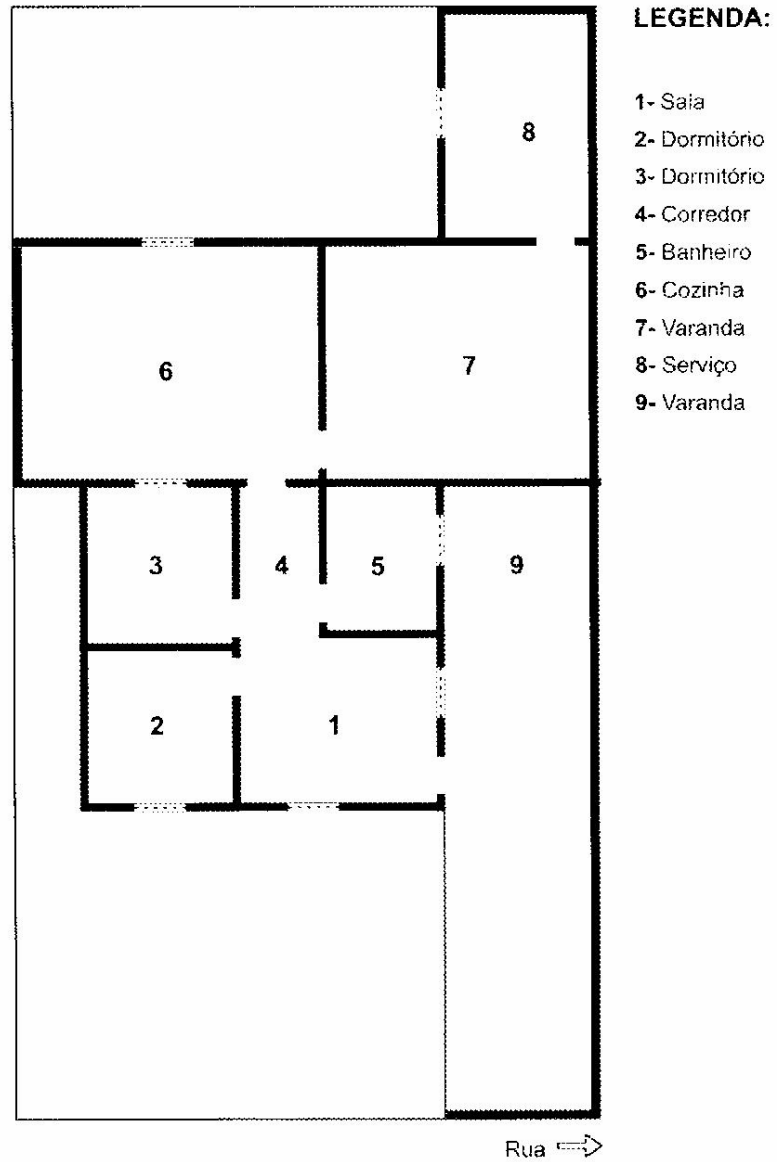 LEGENDA:
1- Sala
2- Dormitório
3- Dormitório
4- Corredor
5- Banheiro
6- Cozinha
7- Varanda
8- Serviço
9- Varanda
8
6
7
3
4
5
9
2
1
Rua